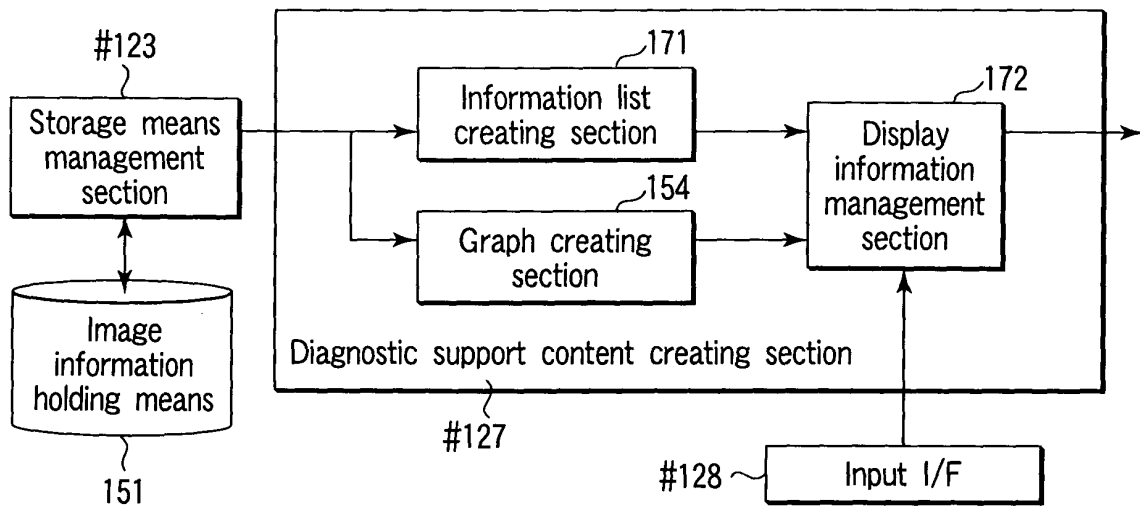 #123
Storage means
management
section
Image
information
holding means
151
171
Information list
creating section
154
Graph creating
section
172
Display
information
management
section
Diagnostic support content creating section
#127
#128
Input I/F